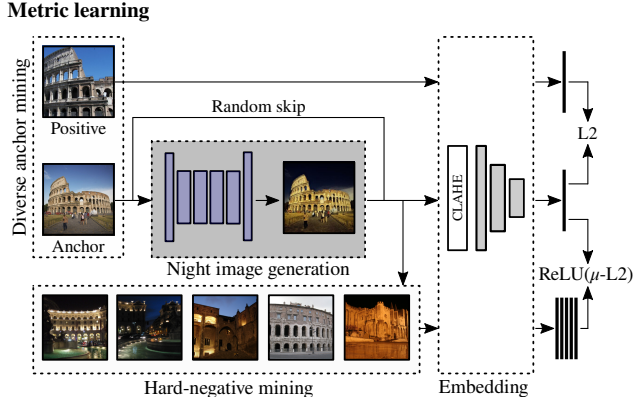 Metric learning
Diverse anchor mining
Positive
Random skip
L2
Anchor
CLAHE
Night image generation
ReLU(μ-L2)
Hard-negative mining
Embedding